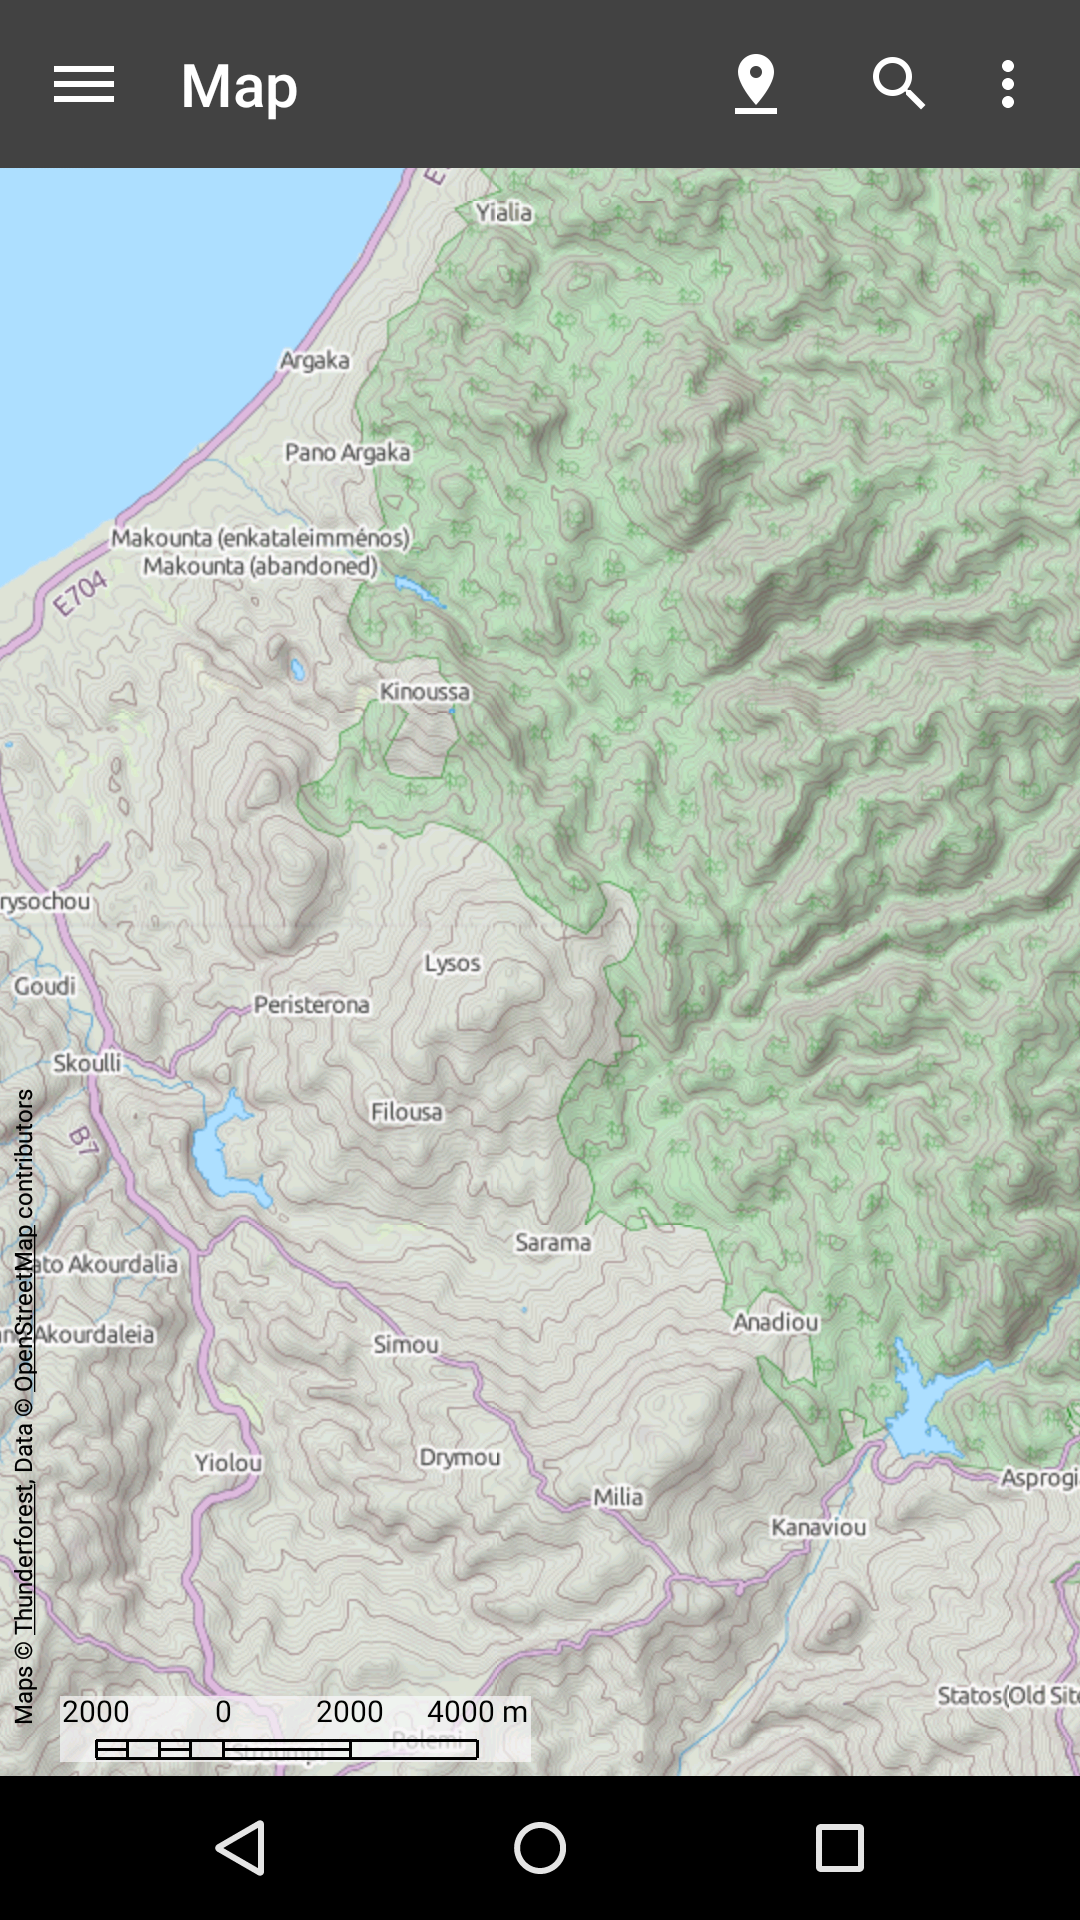 Map
Yialia
Argaka
Pano Argaka
Makounta (enkataleimménos)
Makounta (abandoned)
E704
Kinoussa
rysochou
Lysos
Goudi
Peristerona
Skoulli
Filousa
B7
Sarama
ato Akourdalia
Anadiou
Akourdaleia
Simou
Yiolou
Drymou
Asprogi
Milia
Kanaviou
Statos(Old Site
Polemi
Stroumpi
Maps © Thunderforest, Data © OpenStreetMap contributors
2000 0 2000 4000 m